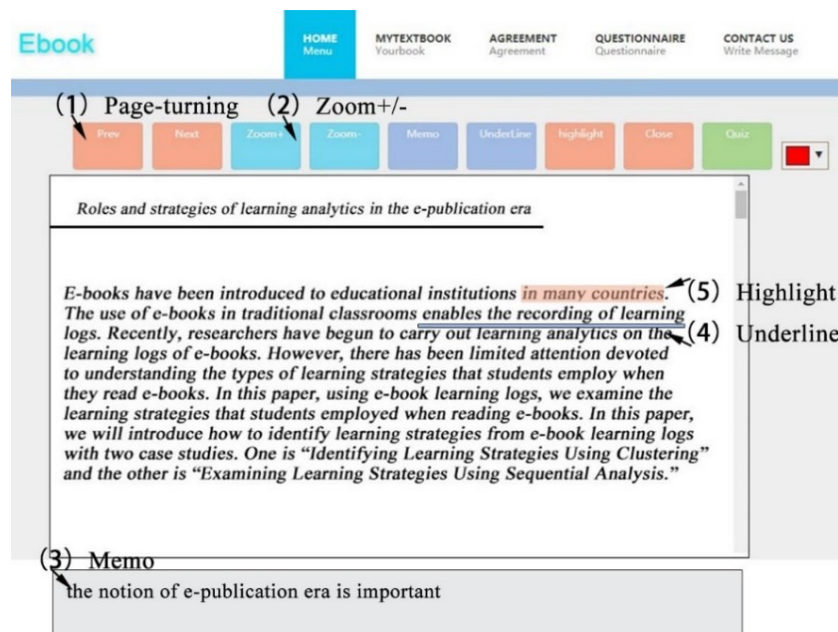 Ebook
HOME
Menu
MYTEXTBOOK
Yourbook
AGREEMENT
Agreement
QUESTIONNAIRE
Questionnaire
CONTACT US
Write Message
(1) Page-turning (2) Zoom+/-
Prev Next Zoom+ Zoom- Memo UnderLine highlight Close Quiz
Roles and strategies of learning analytics in the e-publication era
E-books have been introduced to educational institutions in many countries.
(5) Highlight
The use of e-books in traditional classrooms enables the recording of learning
logs. Recently, researchers have begun to carry out learning analytics on the
(4) Underline
learning logs of e-books. However, there has been limited attention devoted
to understanding the types of learning strategies that students employ when
they read e-books. In this paper, using e-book learning logs, we examine the
learning strategies that students employed when reading e-books. In this paper,
we will introduce how to identify learning strategies from e-book learning logs
with two case studies. One is “Identifying Learning Strategies Using Clustering”
and the other is “Examining Learning Strategies Using Sequential Analysis.”
(3) Memo
the notion of e-publication era is important